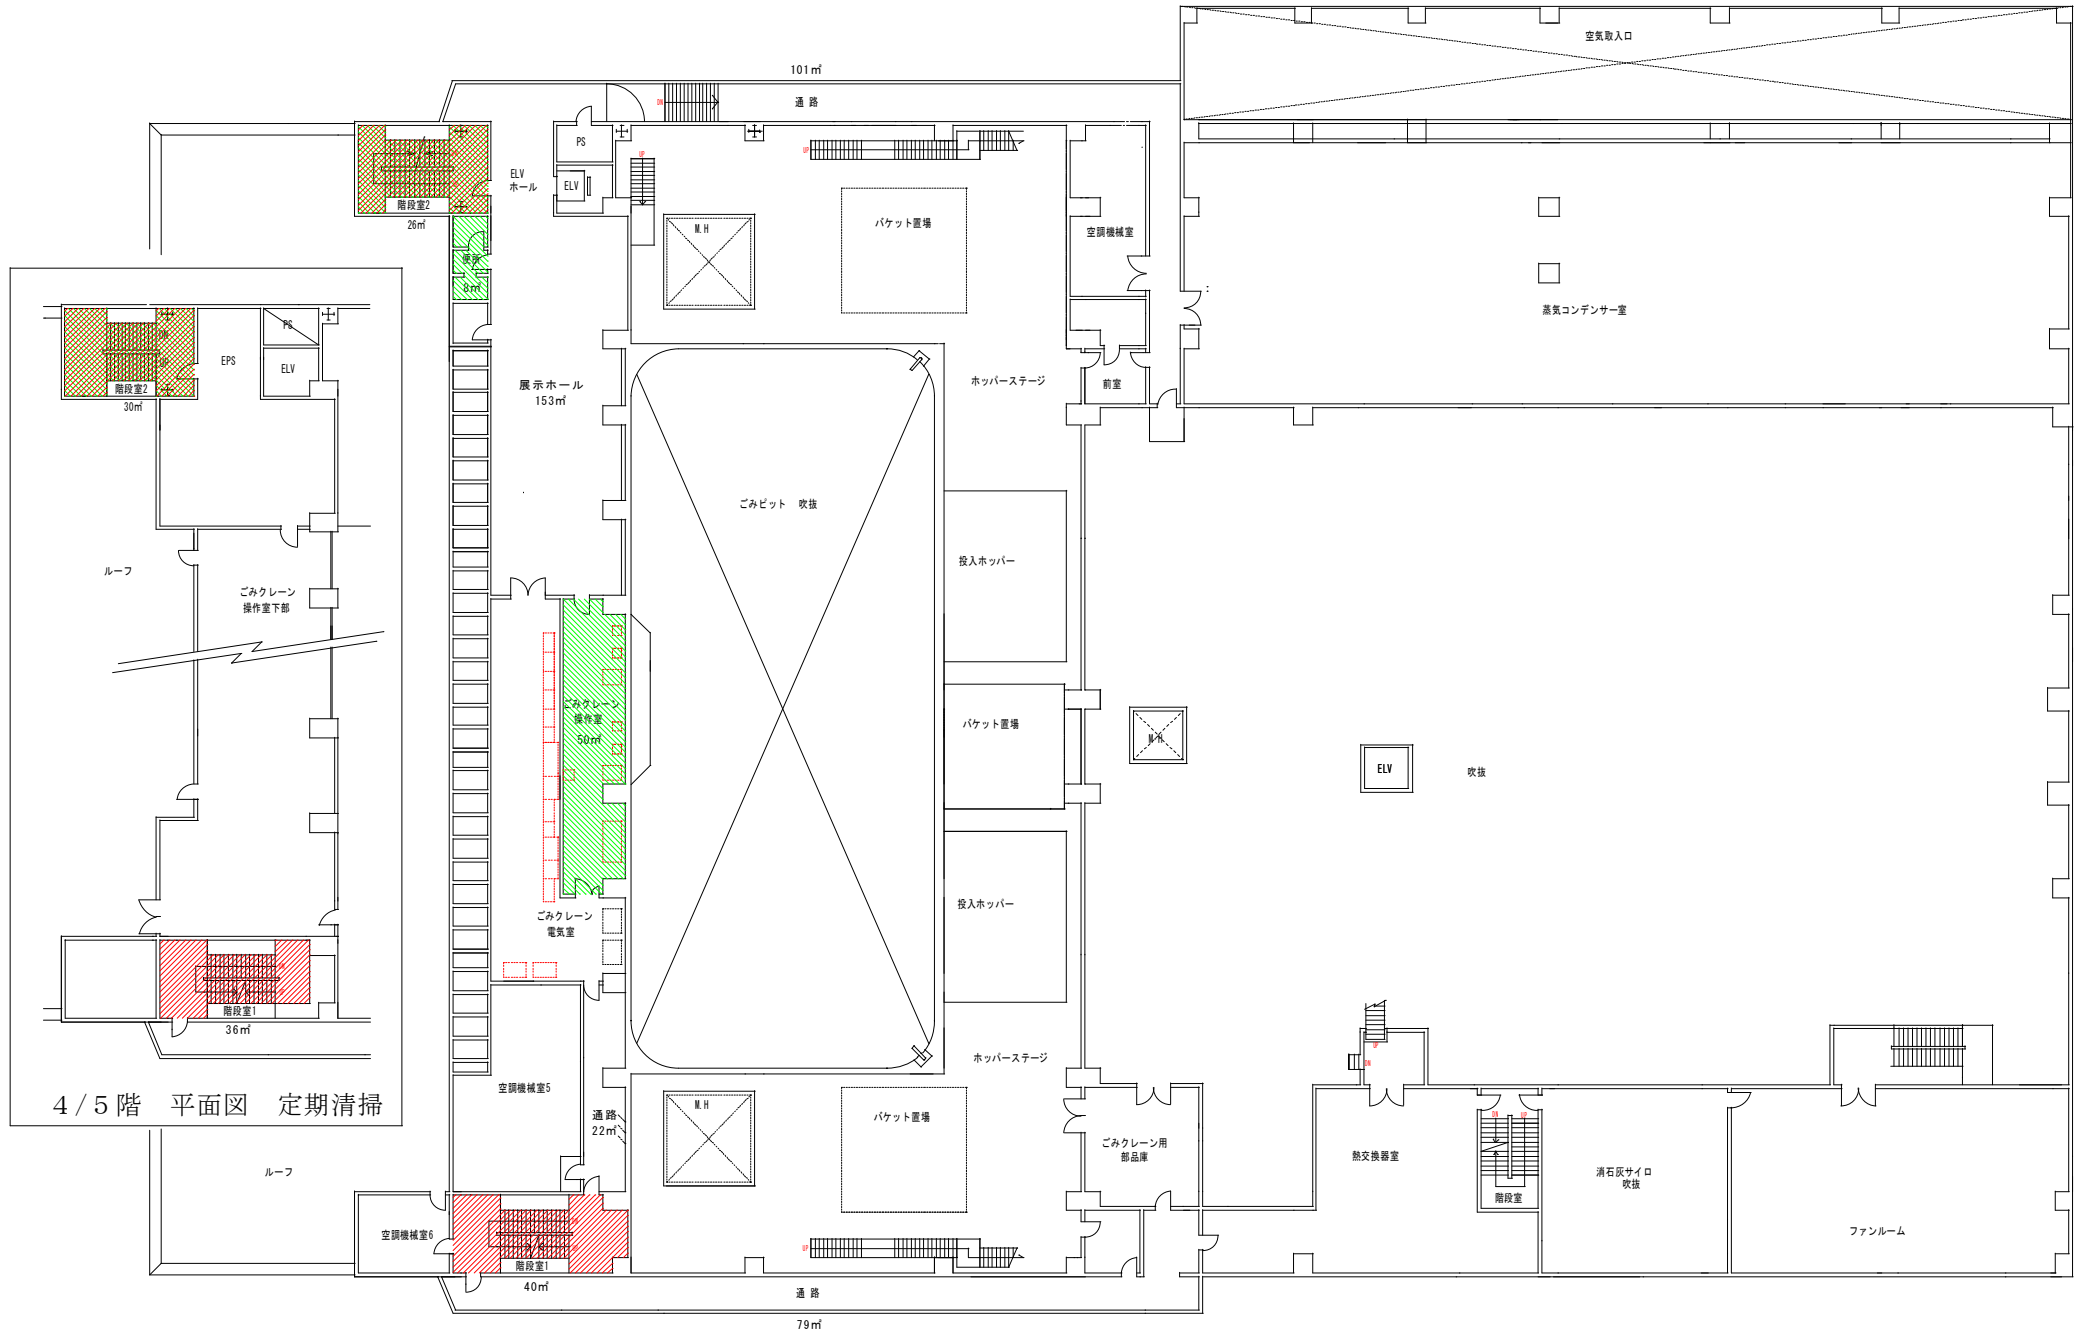 空気取入口
101㎡
通 路
DN
PS
UP
UP
ELV
ホール
ELV
階段室2
26㎡
M.H
バケット置場
空調機械室
便所
8㎡
蒸気コンデンサー室
PS
DN
UP
EPS
ELV
階段室2
30㎡
展示ホール
153㎡
ホッパーステージ
前室
ごみピット 吹抜
投入ホッパー
ルーフ
ごみクレーン
操作室下部
ごみクレーン
操作室
50㎡
バケット置場
M.H
ELV
吹抜
ごみクレーン
電気室
投入ホッパー
階段室1
36㎡
4/5階 平面図 定期清掃
ホッパーステージ
UP
DN
空調機械室5
通路
22㎡
M.H
バケット置場
ごみクレーン用
部品庫
熱交換器室
DN
UP
階段室
消石灰サイロ
吹抜
ファンルーム
ルーフ
空調機械室6
階段室1
40㎡
UP
通 路
79㎡